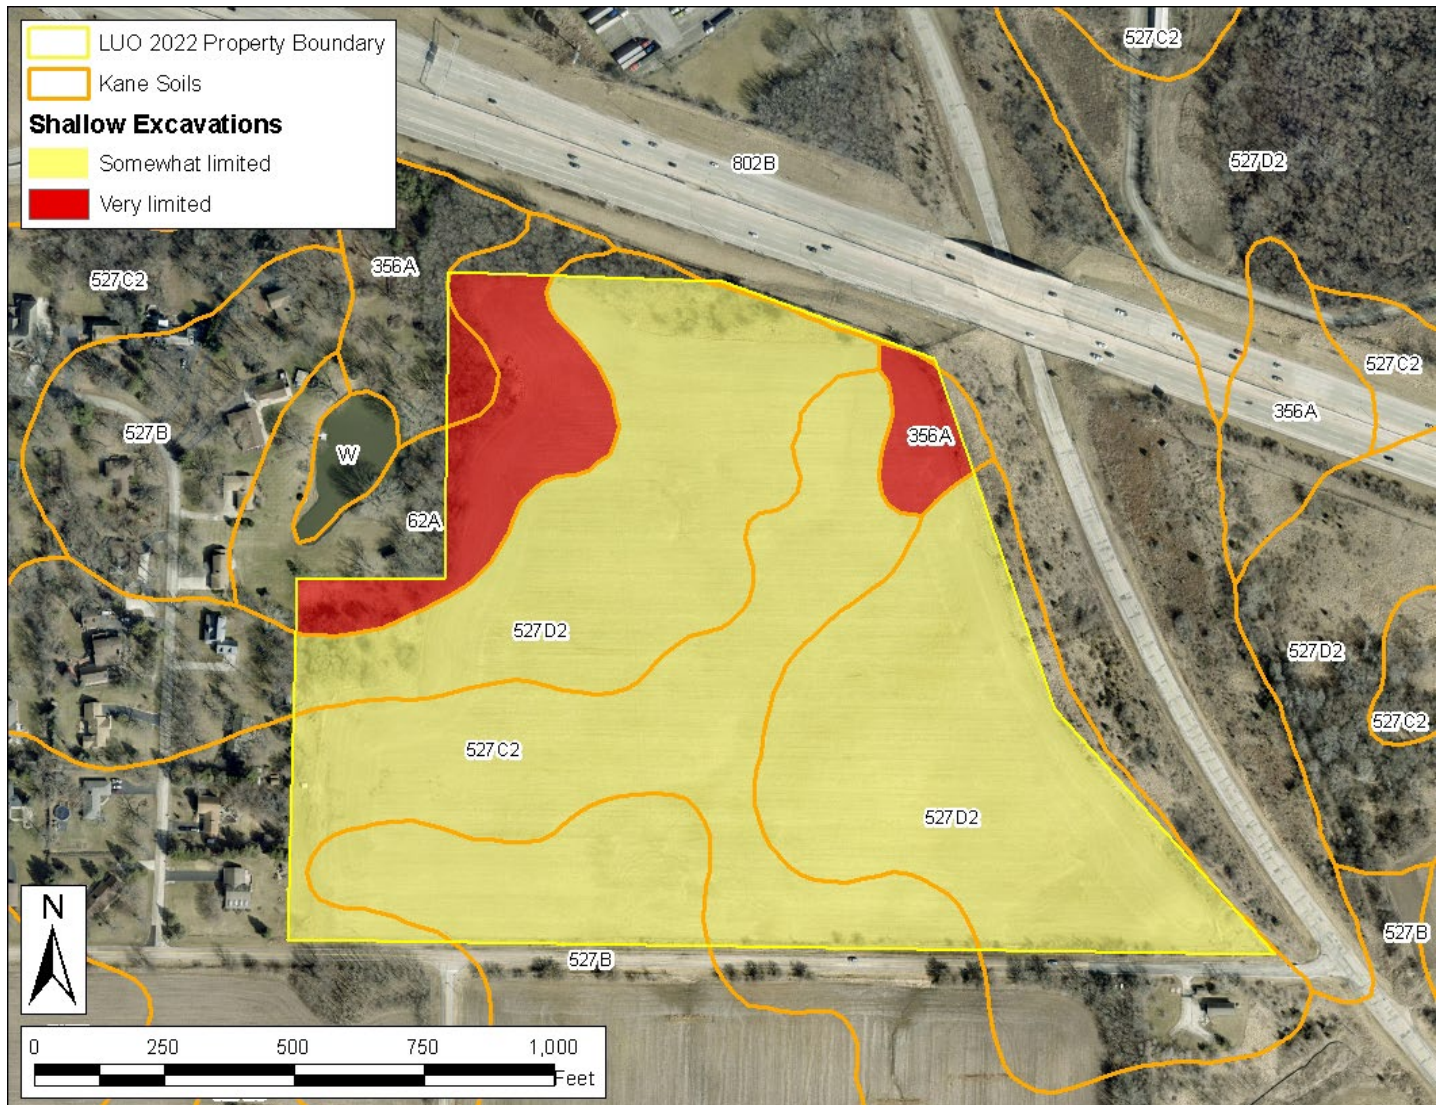 LUO 2022 Property Boundary
Kane Soils
Shallow Excavations
Somewhat limited
Very limited
527C2
802B
527D2
527C2
356A
527C2
356A
527B
356A
W
62A
527D2
527D2
527C2
527C2
527D2
N
527B
527B
0 250 500 750 1,000
Feet